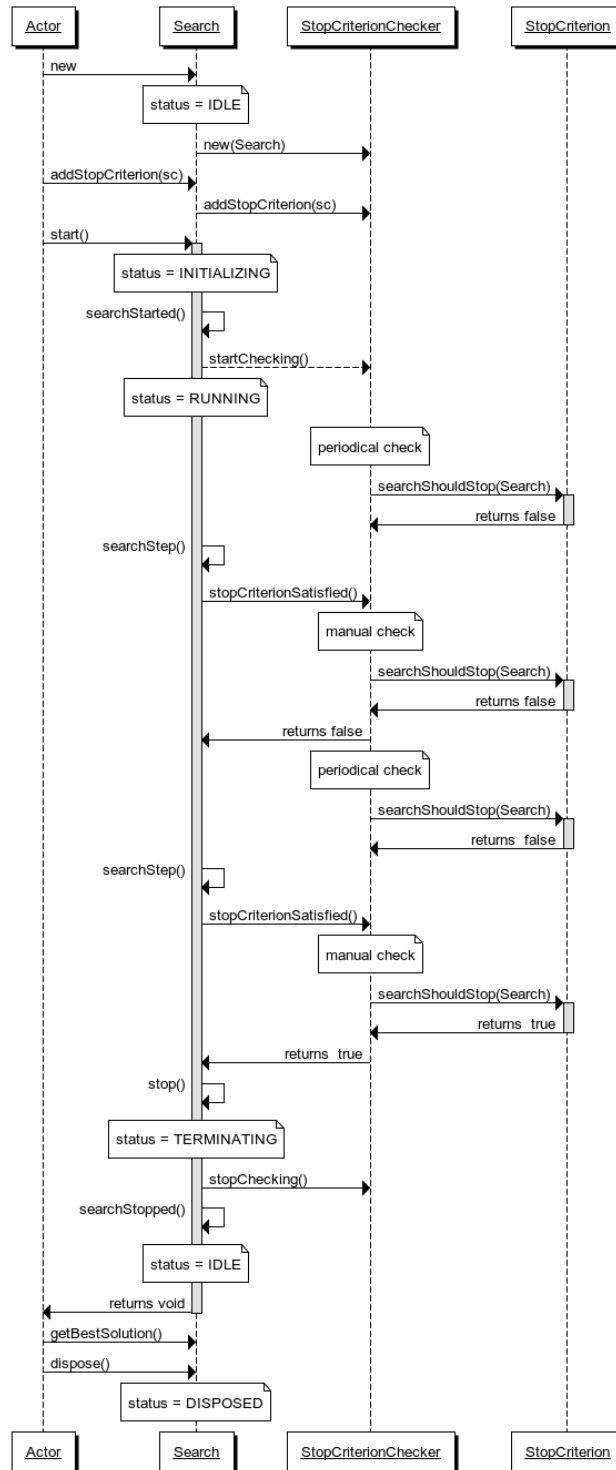 Actor Search StopCriterionChecker StopCriterion
new
status = IDLE
new(Search)
addStopCriterion(sc)
addStopCriterion(sc)
start()
status = INITIALIZING
searchStarted()
startChecking()
status = RUNNING
periodical check
searchShouldStop(Search)
returns false
searchStep()
stopCriterionSatisfied()
manual check
searchShouldStop(Search)
returns false
returns false
periodical check
searchShouldStop(Search)
returns false
searchStep()
stopCriterionSatisfied()
manual check
searchShouldStop(Search)
returns true
returns true
stop()
status = TERMINATING
stopChecking()
searchStopped()
status = IDLE
returns void
getBestSolution()
dispose()
status = DISPOSED
Actor Search StopCriterionChecker StopCriterion